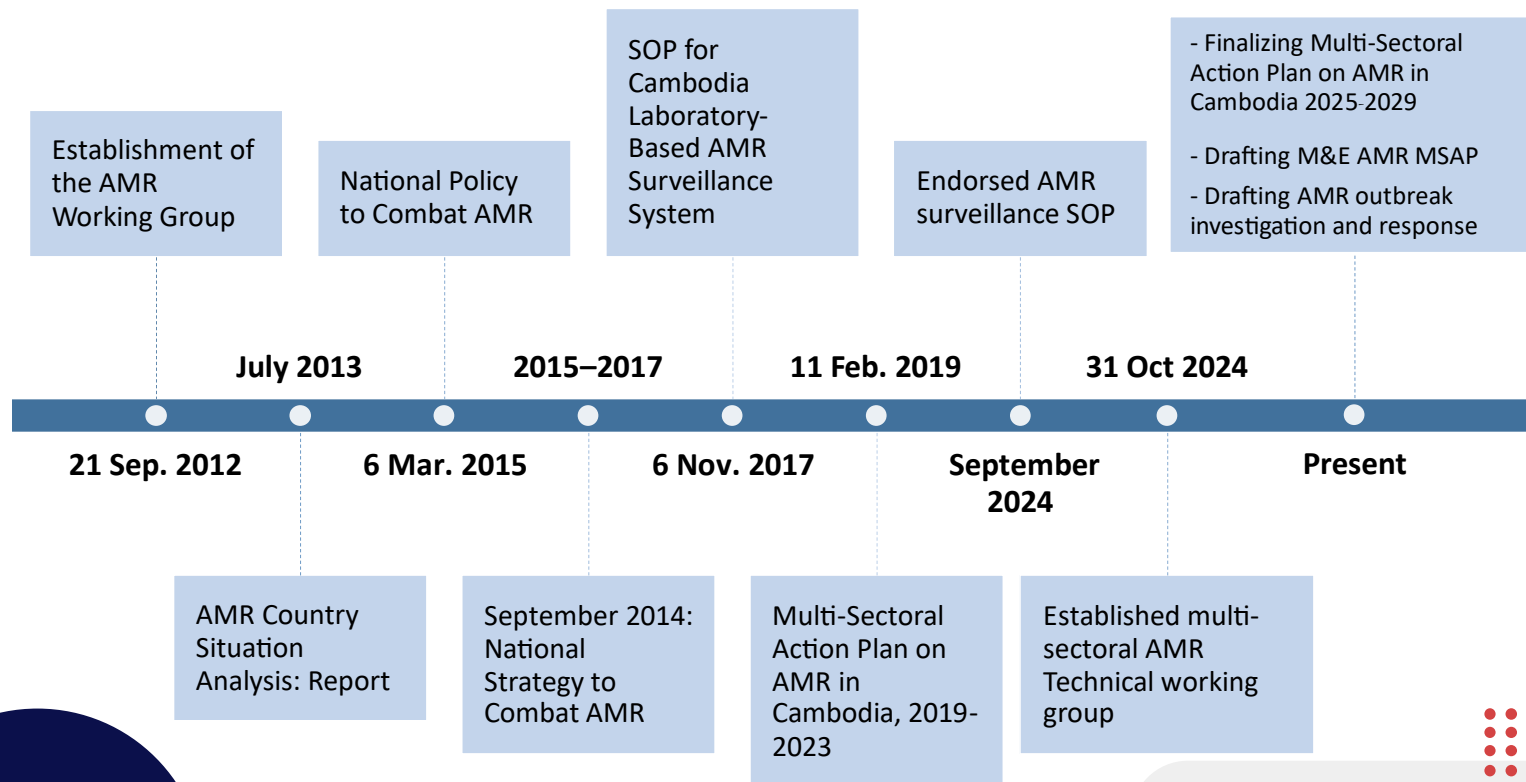 Establishment of
the AMR
Working Group
National Policy
to Combat AMR
SOP for
Cambodia
Laboratory-
Based AMR
Surveillance
System
Endorsed AMR
surveillance SOP
- Finalizing Multi-Sectoral
Action Plan on AMR in
Cambodia 2025-2029
- Drafting M&E AMR MSAP
- Drafting AMR outbreak
investigation and response
July 2013
2015–2017
11 Feb. 2019
31 Oct 2024
21 Sep. 2012
6 Mar. 2015
6 Nov. 2017
September
2024
Present
AMR Country
Situation
Analysis: Report
September 2014:
National
Strategy to
Combat AMR
Multi-Sectoral
Action Plan on
AMR in
Cambodia, 2019-
2023
Established multi-
sectoral AMR
Technical working
group